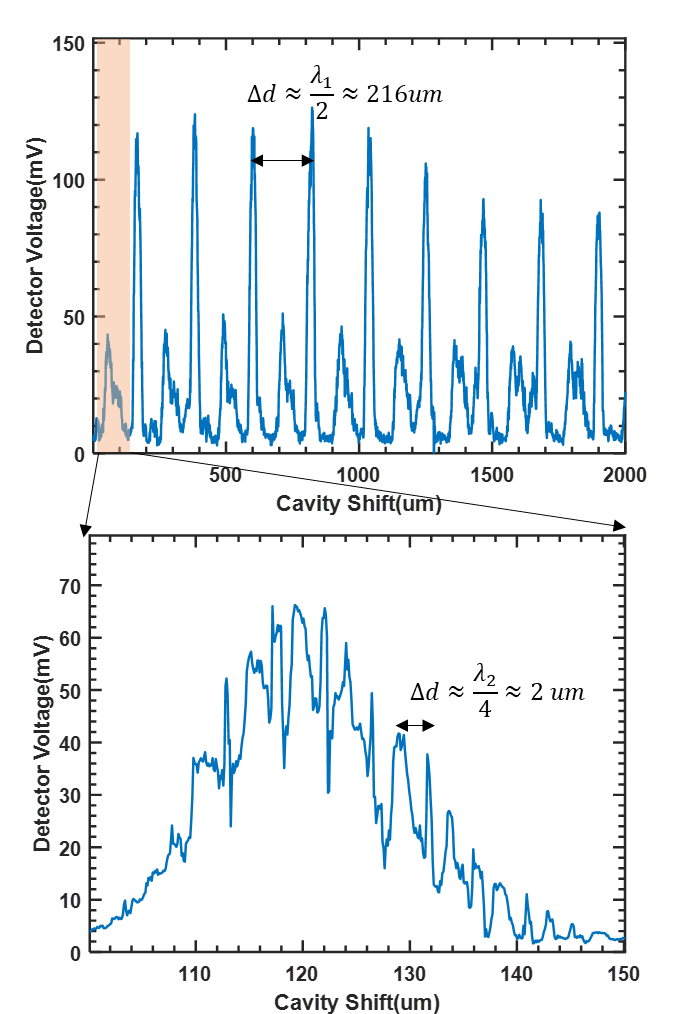 150
Δd ≈ λ₁/2 ≈ 216um
100
Detector Voltage(mV)
50
0
500 1000 1500 2000
Cavity Shift(um)
70
60
Δd ≈ λ₂/4 ≈ 2 um
50
40
Detector Voltage(mV)
30
20
10
0
110 120 130 140 150
Cavity Shift(um)